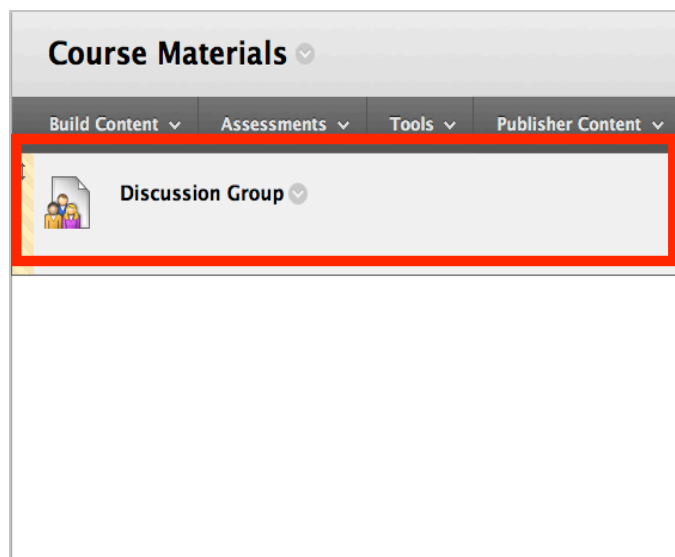 Course Materials
Build Content Assessments Tools Publisher Content
Discussion Group